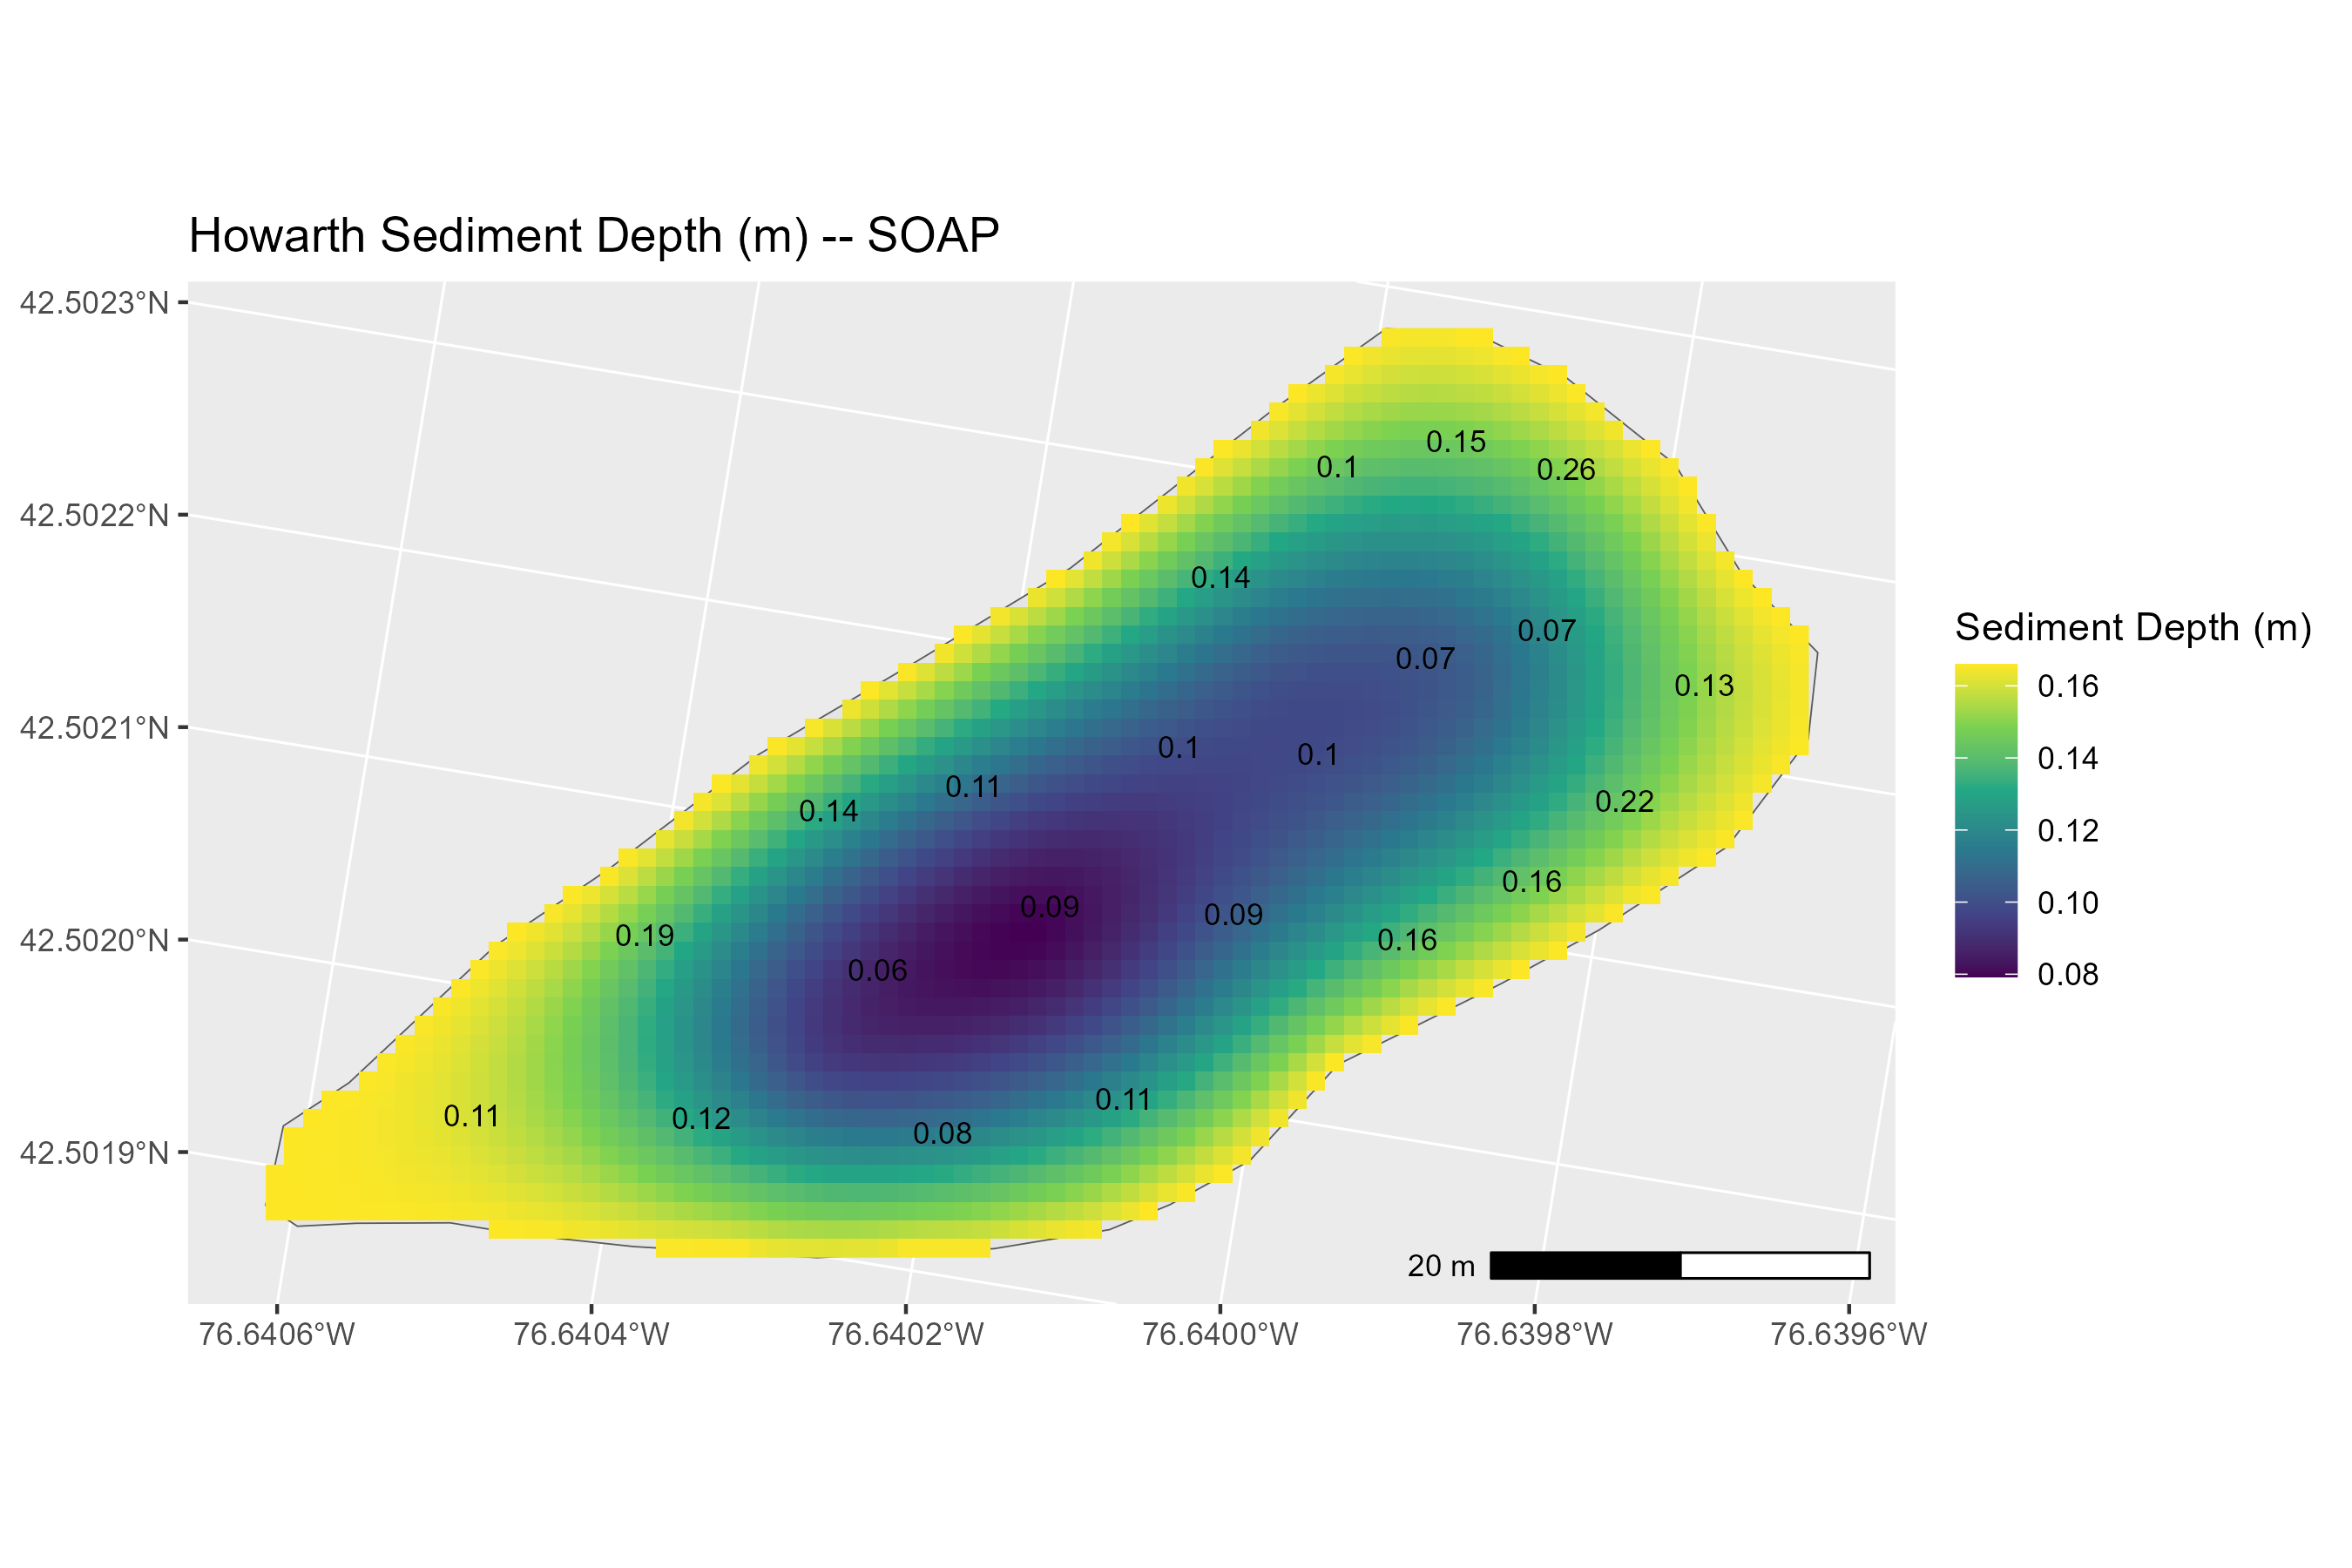 Howarth Sediment Depth (m) -- SOAP
42.5023°N
42.5022°N
42.5021°N
42.5020°N
42.5019°N
0.15
0.1
0.26
0.14
0.07
0.07
0.13
0.1
0.1
0.11
0.22
0.14
0.16
0.09
0.09
0.19
0.16
0.06
0.11
0.11
0.12
0.08
20 m
76.6406°W
76.6404°W
76.6402°W
76.6400°W
76.6398°W
76.6396°W
Sediment Depth (m)
0.16
0.14
0.12
0.10
0.08